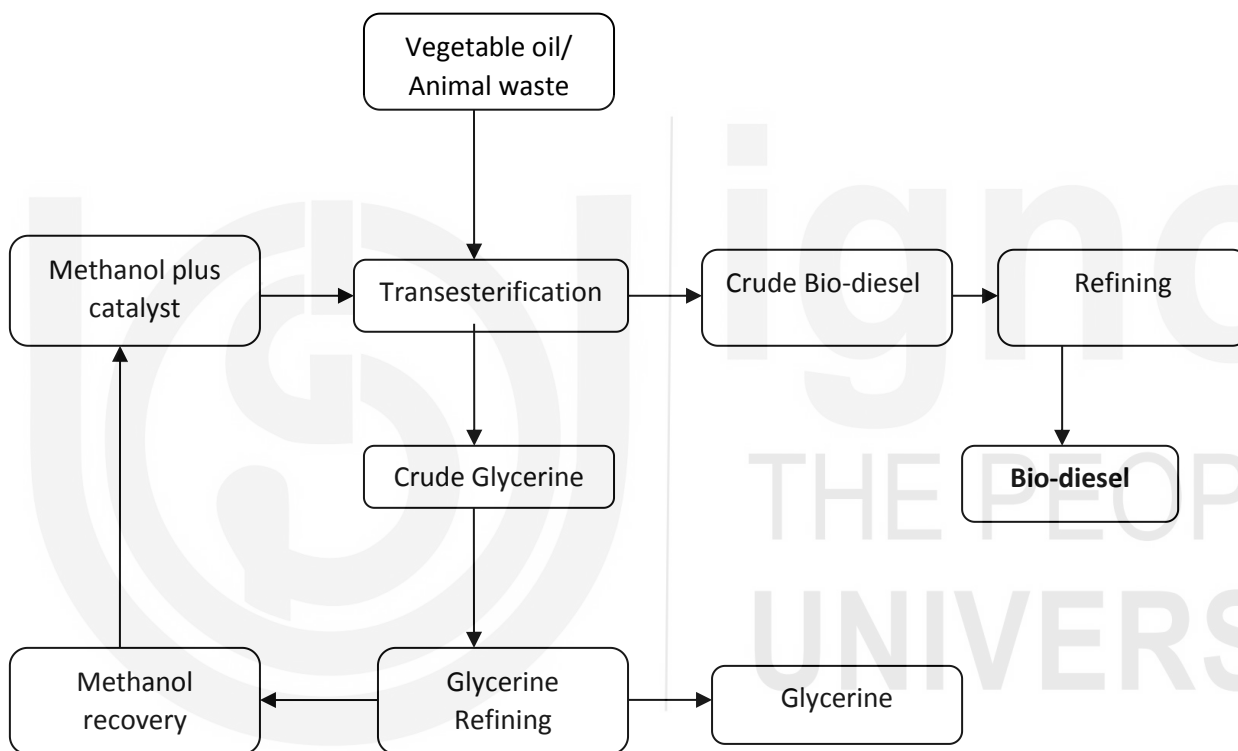 Vegetable oil/
Animal waste
Methanol plus
catalyst
Transesterification
Crude Bio-diesel
Refining
Crude Glycerine
Bio-diesel
Methanol
recovery
Glycerine
Refining
Glycerine
igno
THE PEOP
UNIVERS